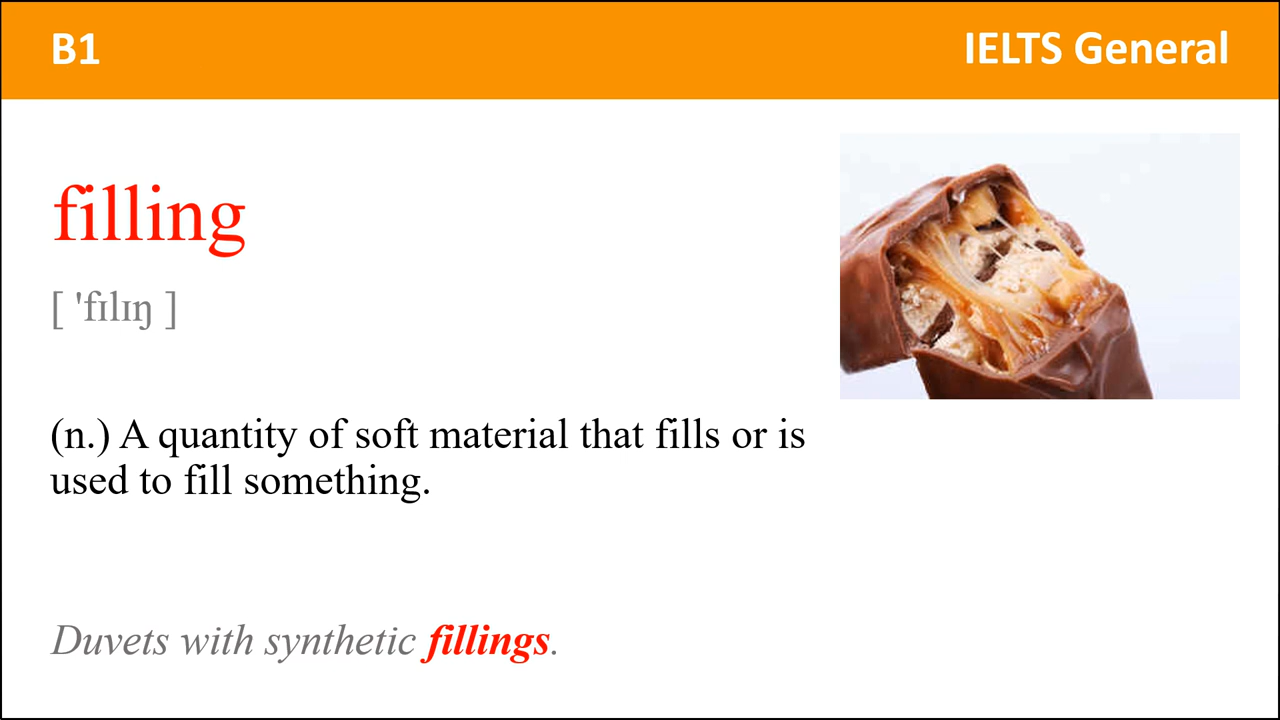 B1
IELTS General
filling
[ 'fɪlɪŋ ]
(n.) A quantity of soft material that fills or is
used to fill something.
Duvets with synthetic fillings.